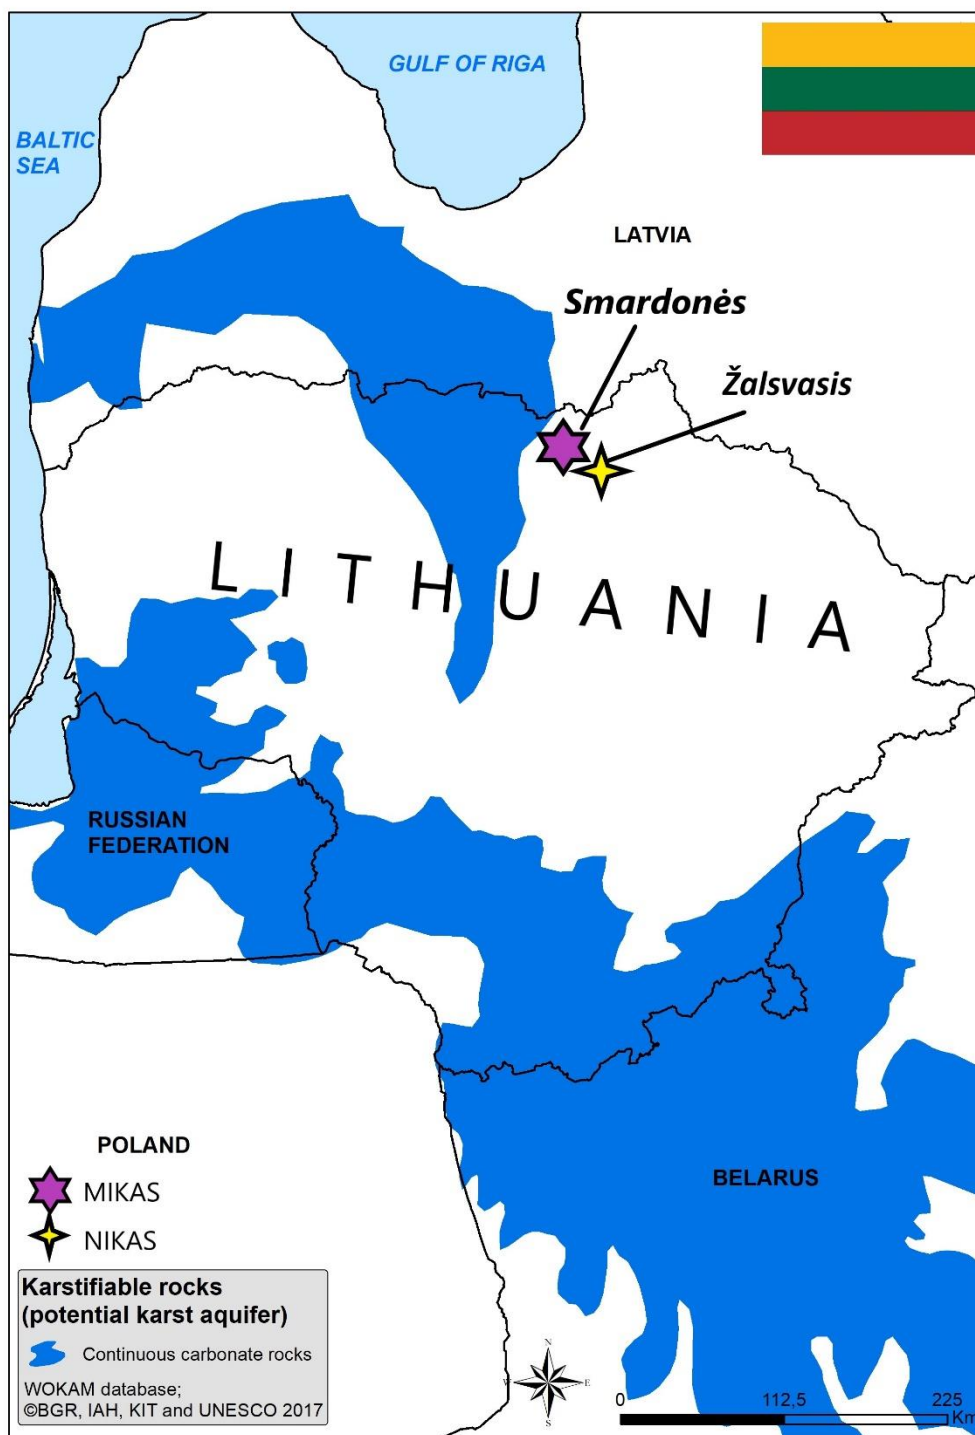 GULF OF RIGA
BALTIC
SEA
LATVIA
Smardonės
Žalsvasis
LITHUANIA
RUSSIAN
FEDERATION
POLAND
BELARUS
MIKAS
NIKAS
Karstifiable rocks
(potential karst aquifer)
Continuous carbonate rocks
WOKAM database;
©BGR, IAH, KIT and UNESCO 2017
N
W
E
S
0 112,5 225
Km